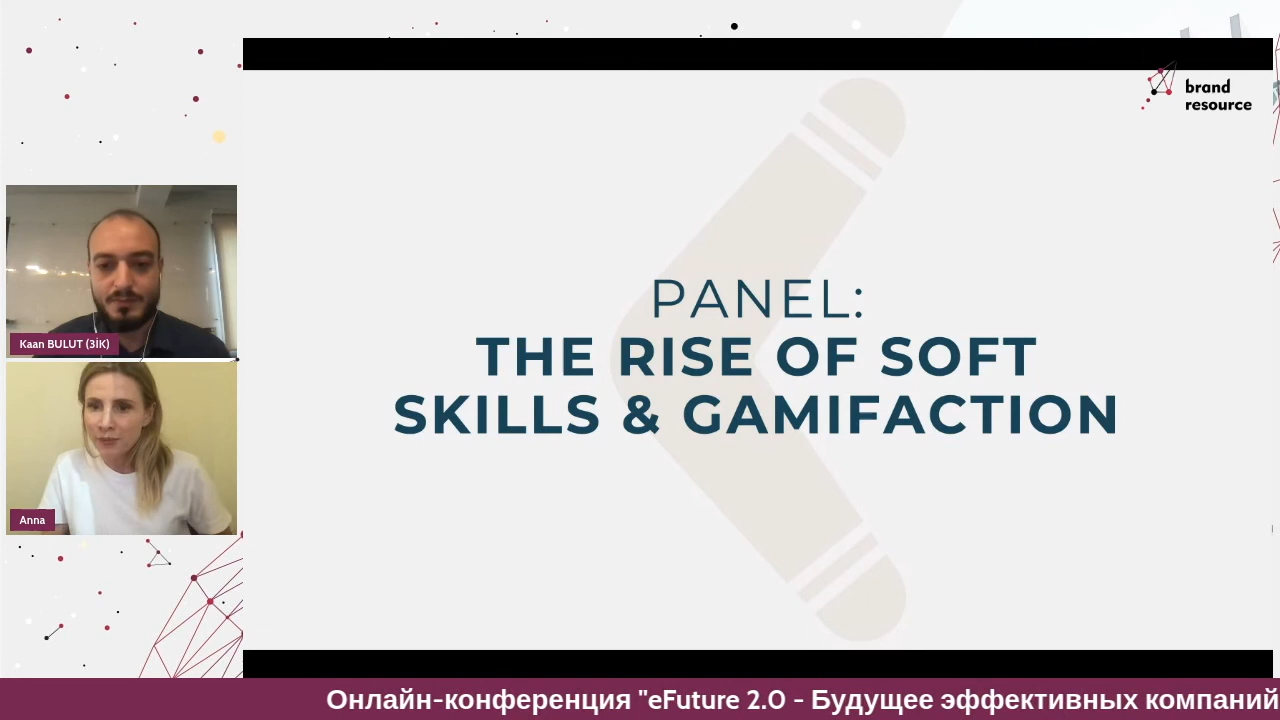 brand
resource
Kaan BULUT (3İK)
Anna
PANEL:
THE RISE OF SOFT
SKILLS & GAMIFACTION
Онлайн-конференция "eFuture 2.0 - Будущее эффективных компаний